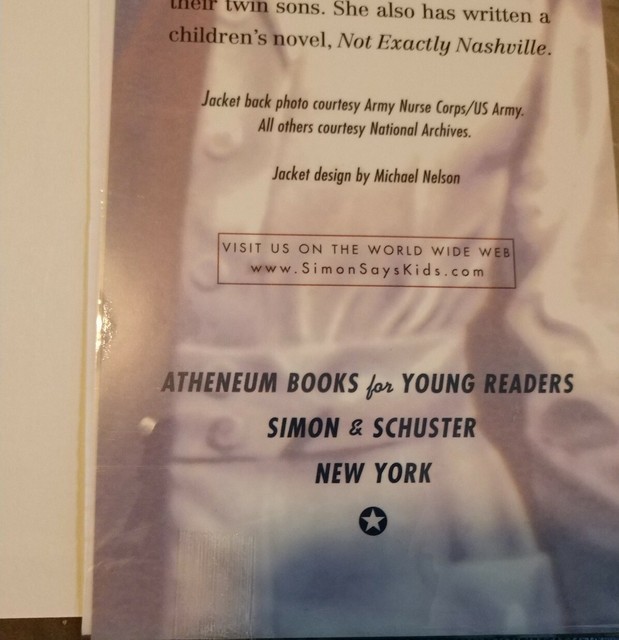 their twin sons. She also has written a
children's novel, Not Exactly Nashville.
Jacket back photo courtesy Army Nurse Corps/US Army.
All others courtesy National Archives.
Jacket design by Michael Nelson
VISIT US ON THE WORLD WIDE WEB
www.SimonSaysKids.com
ATHENEUM BOOKS for YOUNG READERS
SIMON & SCHUSTER
NEW YORK